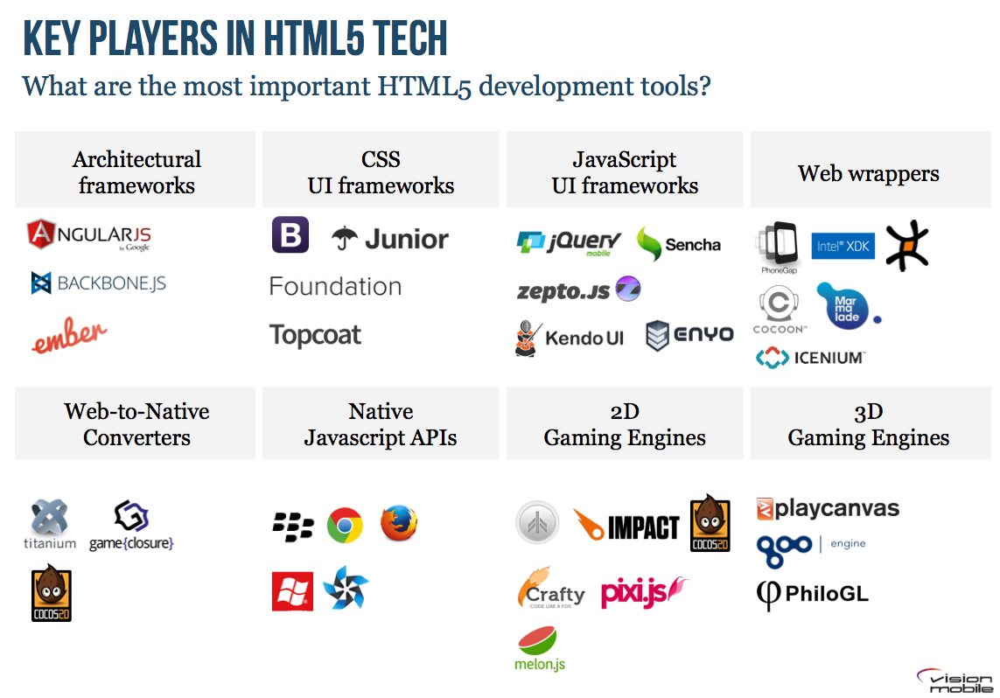 KEY PLAYERS IN HTML5 TECH
What are the most important HTML5 development tools?
Architectural
frameworks
CSS
UI frameworks
JavaScript
UI frameworks
Web wrappers
ANGULARJS
by Google
BACKBONE.JS
ember
B
Junior
Foundation
Topcoat
jQuery
mobile
Sencha
zepto.JS
Kendo UI
ENYO
PhoneGap
Intel® XDK
COCOON™
Mar
malade
ICENIUM™
Web-to-Native
Converters
Native
Javascript APIs
2D
Gaming Engines
3D
Gaming Engines
titanium
game{closure}
COCOS2D
IMPACT
COCOS2D
Crafty
CODE LIKE A FOX
pixi.js
melon.js
playcanvas
goo engine
PhiloGL
vision
mobile